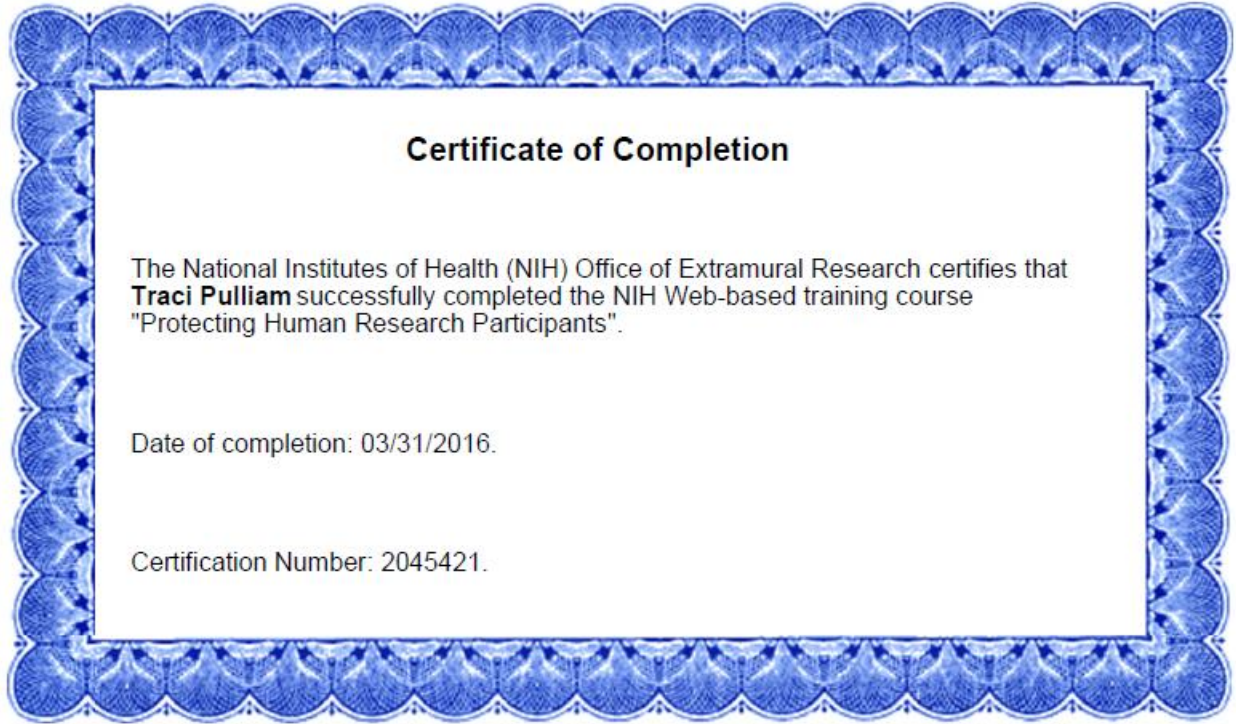 Certificate of Completion
The National Institutes of Health (NIH) Office of Extramural Research certifies that
Traci Pulliam successfully completed the NIH Web-based training course
"Protecting Human Research Participants".
Date of completion: 03/31/2016.
Certification Number: 2045421.